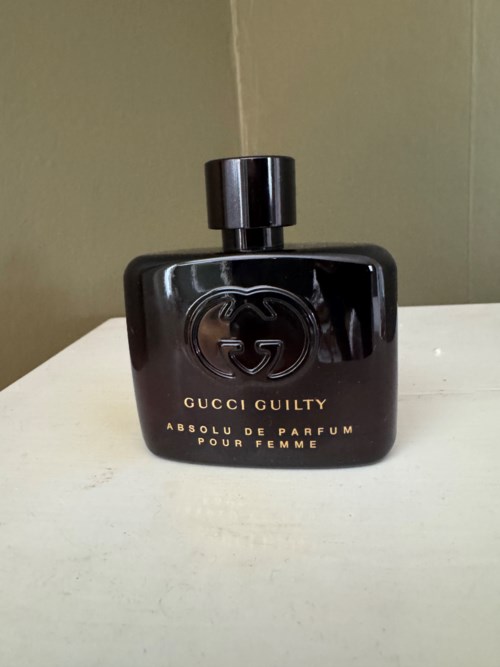 GUCCI GUILTY
ABSOLU DE PARFUM
POUR FEMME